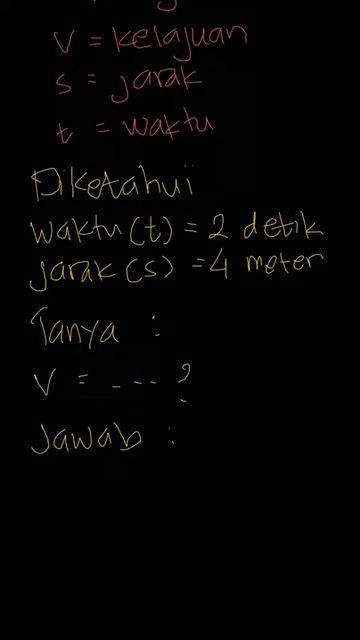 v = kelajuan
s = jarak
t = waktu
Diketahui
waktu (t) = 2 detik
jarak (s) = 4 meter
Tanya :
v = --- ?
Jawab :